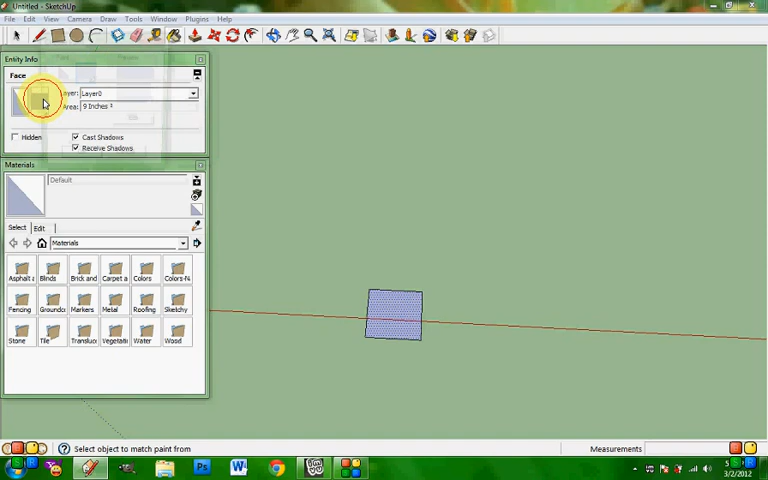 Untitled - SketchUp
File Edit View Camera Draw Tools Window Plugins Help
Entity Info
Face
Layer: Layer0
Area: 9 Inches ²
Hidden
Cast Shadows
Receive Shadows
Materials
Default
Select Edit
Materials
Asphalt a Blinds Brick and Carpet a Colors Colors-N
Fencing Groundc Markers Metal Roofing Sketchy
Stone Tile Transluc Vegetati Water Wood
Select object to match paint from
Measurements
3/2/2012